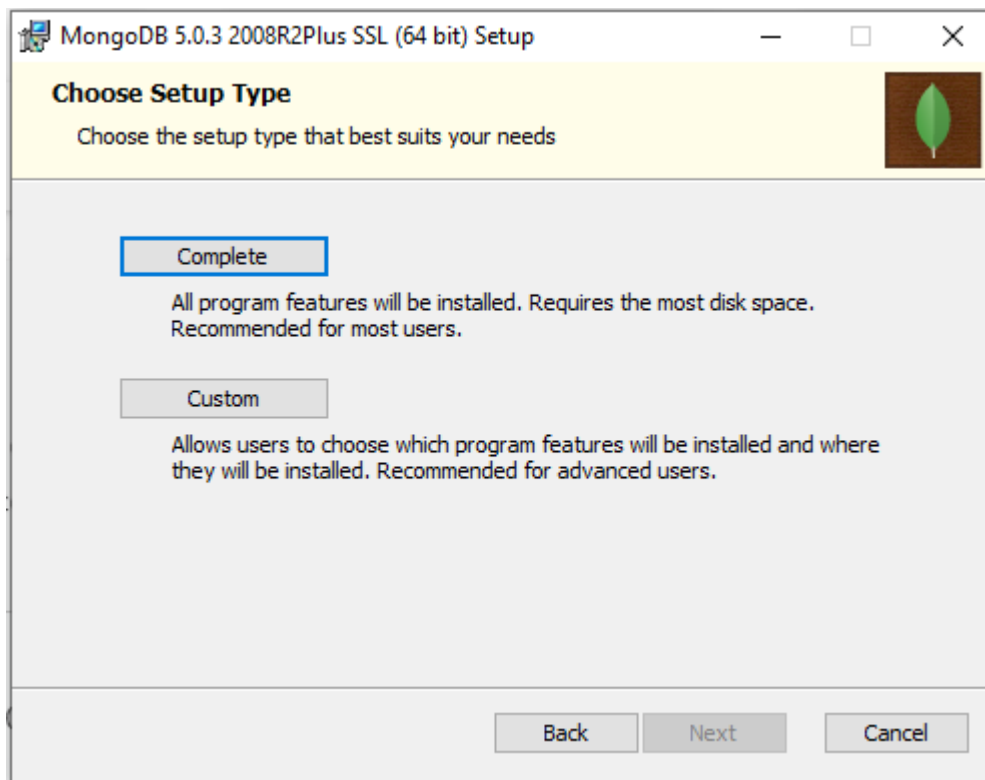 MongoDB 5.0.3 2008R2Plus SSL (64 bit) Setup
Choose Setup Type
Choose the setup type that best suits your needs
Complete
All program features will be installed. Requires the most disk space.
Recommended for most users.
Custom
Allows users to choose which program features will be installed and where
they will be installed. Recommended for advanced users.
Back
Next
Cancel